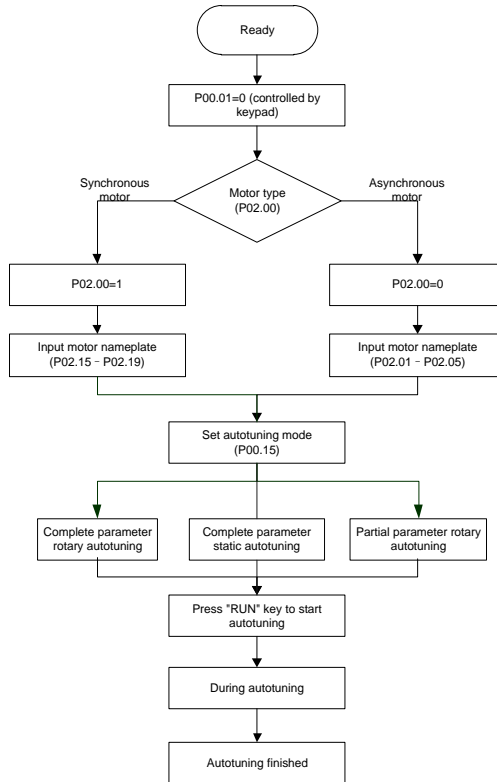 Ready
P00.01=0 (controlled by
keypad)
Synchronous
motor
Motor type
(P02.00)
Asynchronous
motor
P02.00=1
P02.00=0
Input motor nameplate
(P02.15﹣P02.19)
Input motor nameplate
(P02.01﹣P02.05)
Set autotuning mode
(P00.15)
Complete parameter
rotary autotuning
Complete parameter
static autotuning
Partial parameter rotary
autotuning
Press "RUN" key to start
autotuning
During autotuning
Autotuning finished